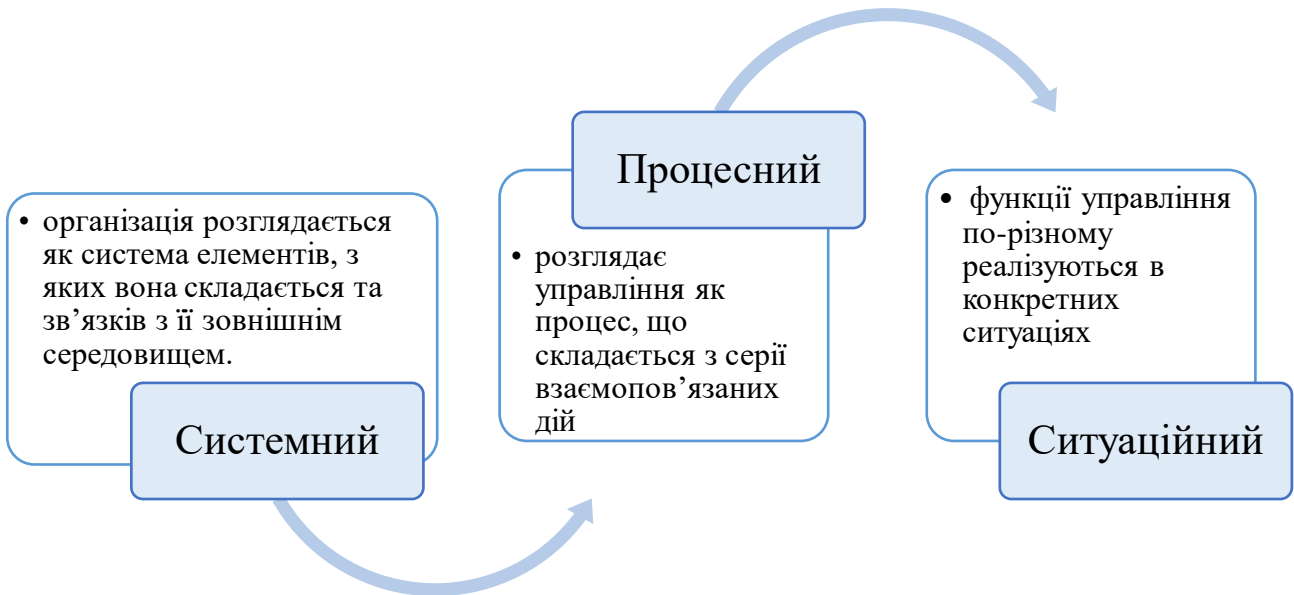 • організація розглядається
як система елементів, з
яких вона складається та
зв’язків з її зовнішнім
середовищем.
Системний
Процесний
• розглядає
управління як
процес, що
складається з серії
взаємопов’язаних
дій
• функції управління
по-різному
реалізуються в
конкретних
ситуаціях
Ситуаційний